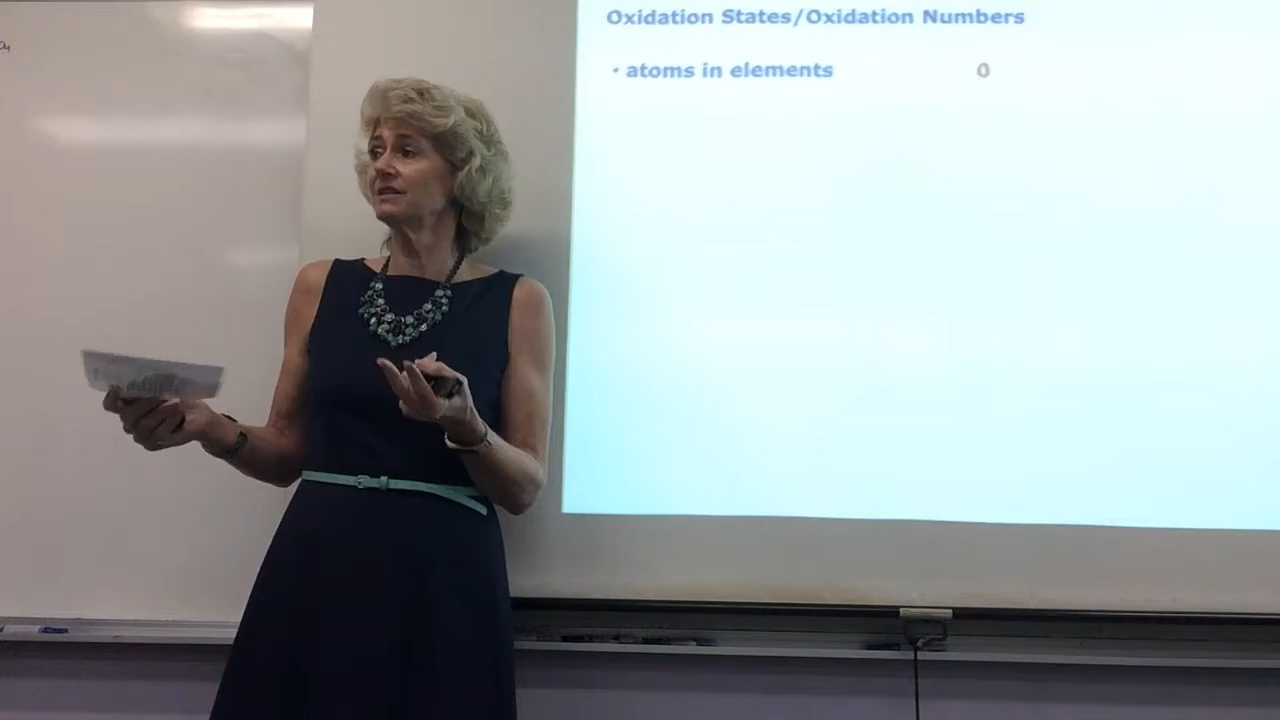 Oxidation States/Oxidation Numbers
• atoms in elements 0